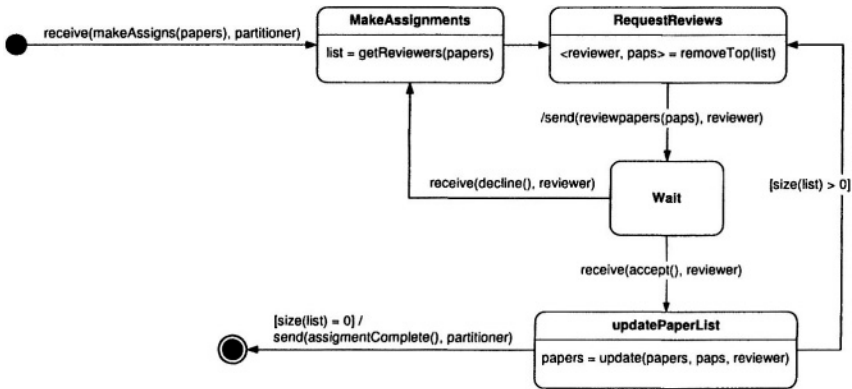 MakeAssignments
RequestReviews
receive(makeAssigns(papers), partitioner)
list = getReviewers(papers)
<reviewer, paps> = removeTop(list)
/send(reviewpapers(paps), reviewer)
receive(decline(), reviewer)
Wait
[size(list) > 0]
receive(accept(), reviewer)
[size(list) = 0] /
send(assigmentComplete(), partitioner)
updatePaperList
papers = update(papers, paps, reviewer)